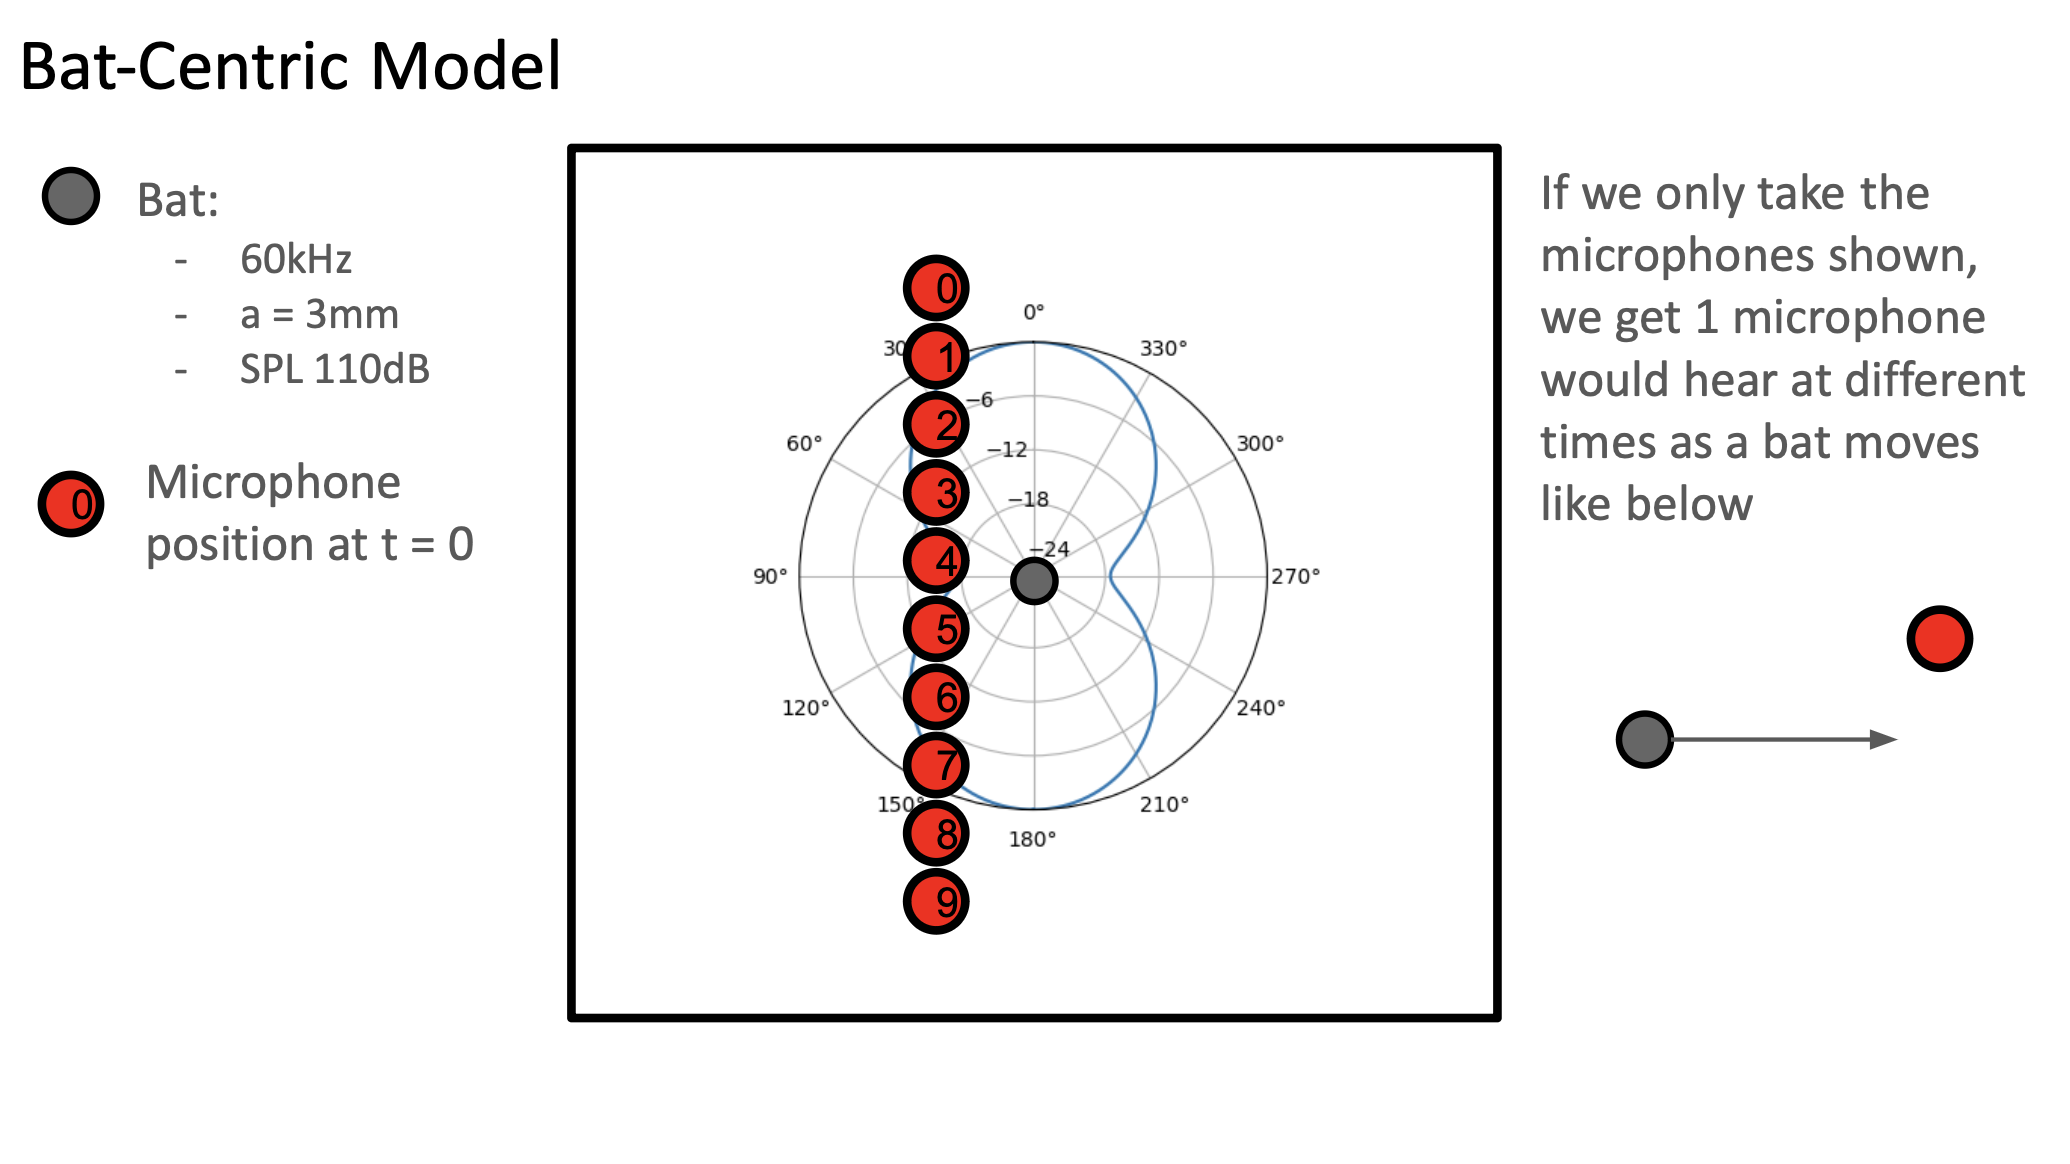 Bat-Centric Model
Bat:
- 60kHz
- a = 3mm
- SPL 110dB
0 Microphone
position at t = 0
0
1
2
3
4
5
6
7
8
9
0°
30
60°
90°
120°
150°
180°
210°
240°
270°
300°
330°
−6
−12
−18
−24
If we only take the
microphones shown,
we get 1 microphone
would hear at different
times as a bat moves
like below